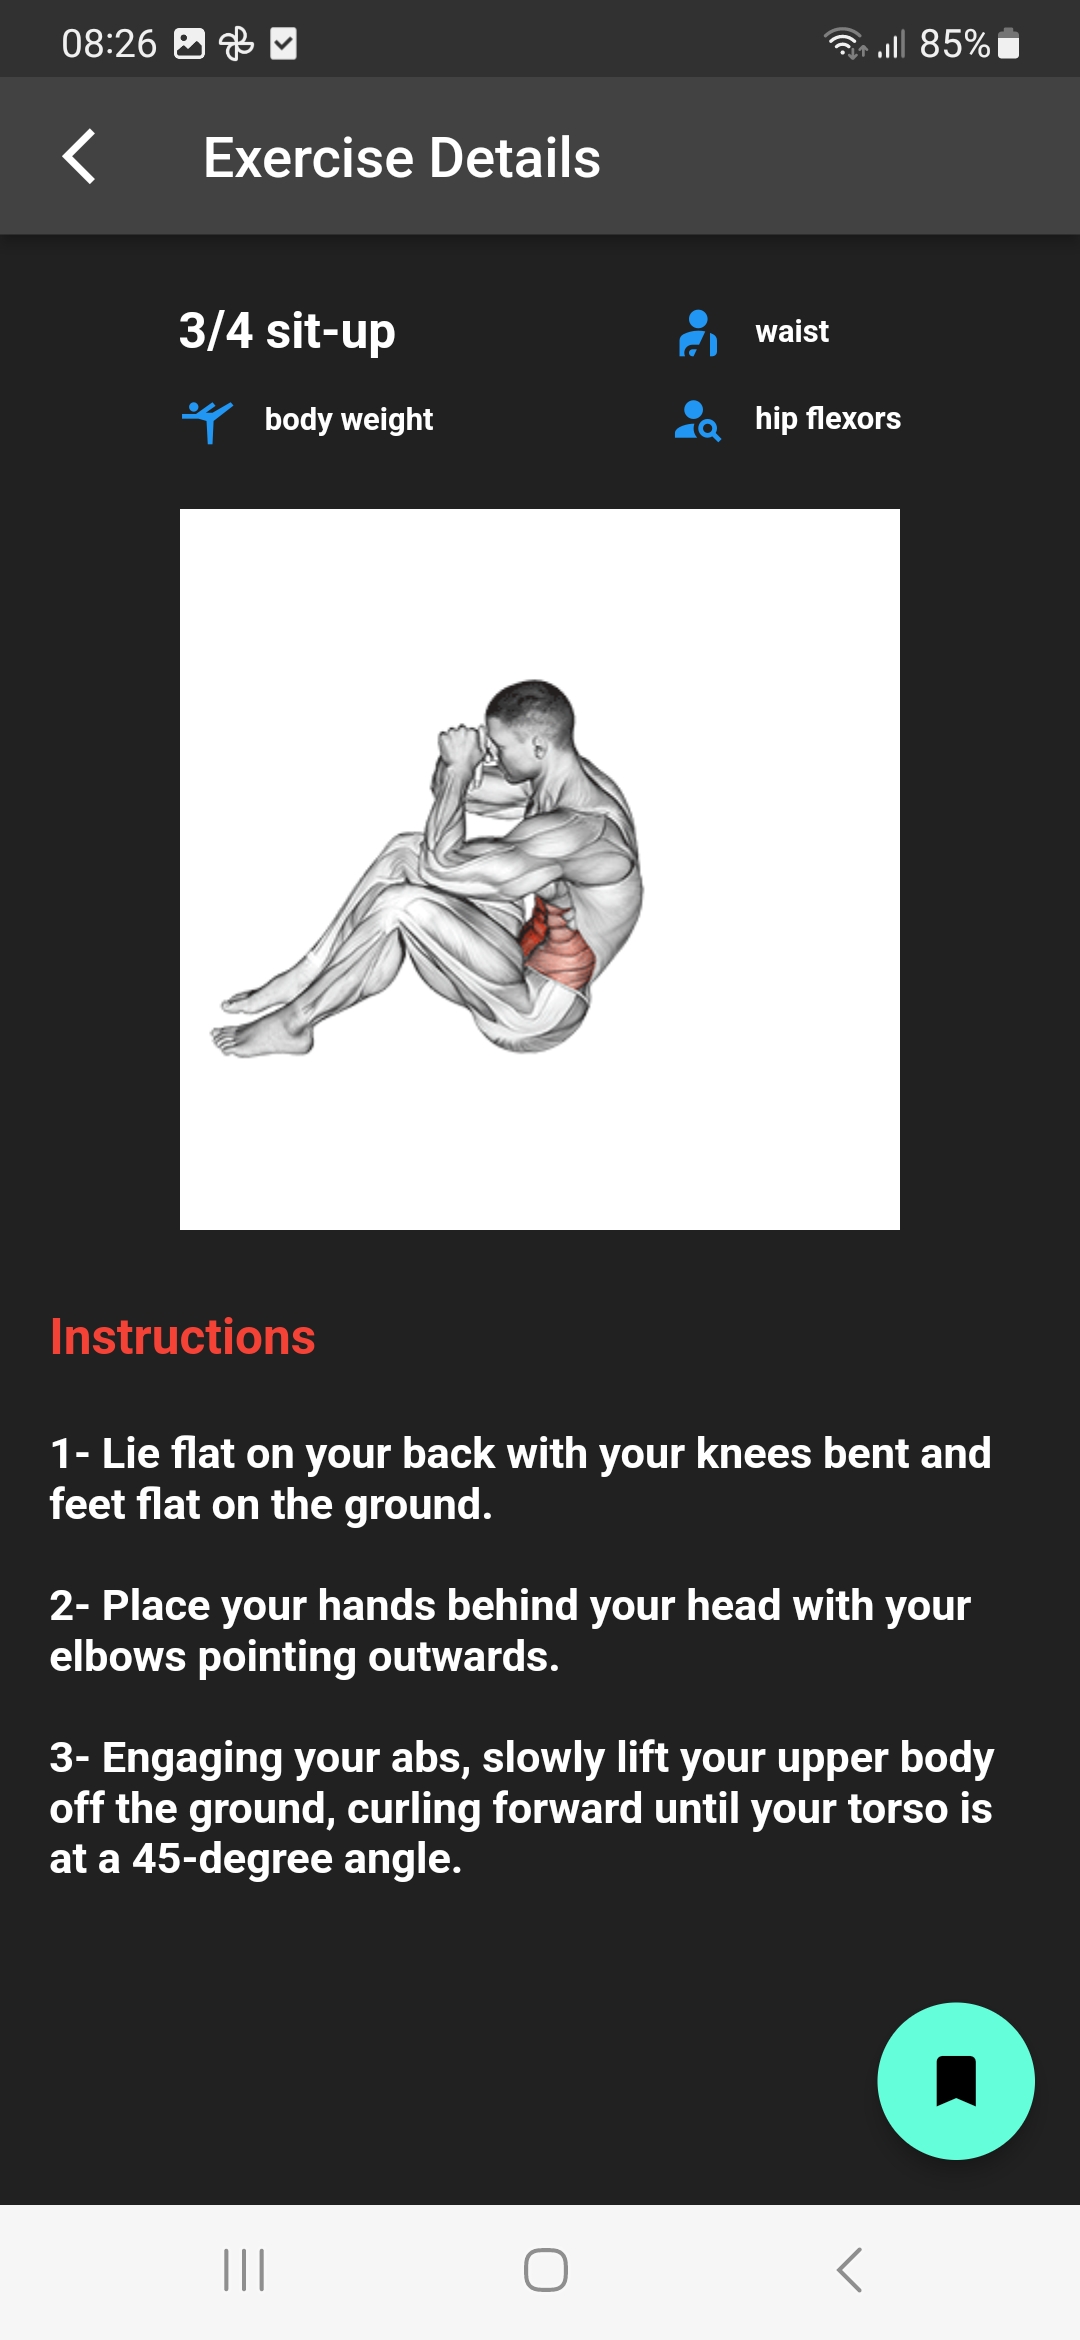 08:26
85%
Exercise Details
3/4 sit-up
waist
body weight
hip flexors
Instructions
1- Lie flat on your back with your knees bent and
feet flat on the ground.
2- Place your hands behind your head with your
elbows pointing outwards.
3- Engaging your abs, slowly lift your upper body
off the ground, curling forward until your torso is
at a 45-degree angle.